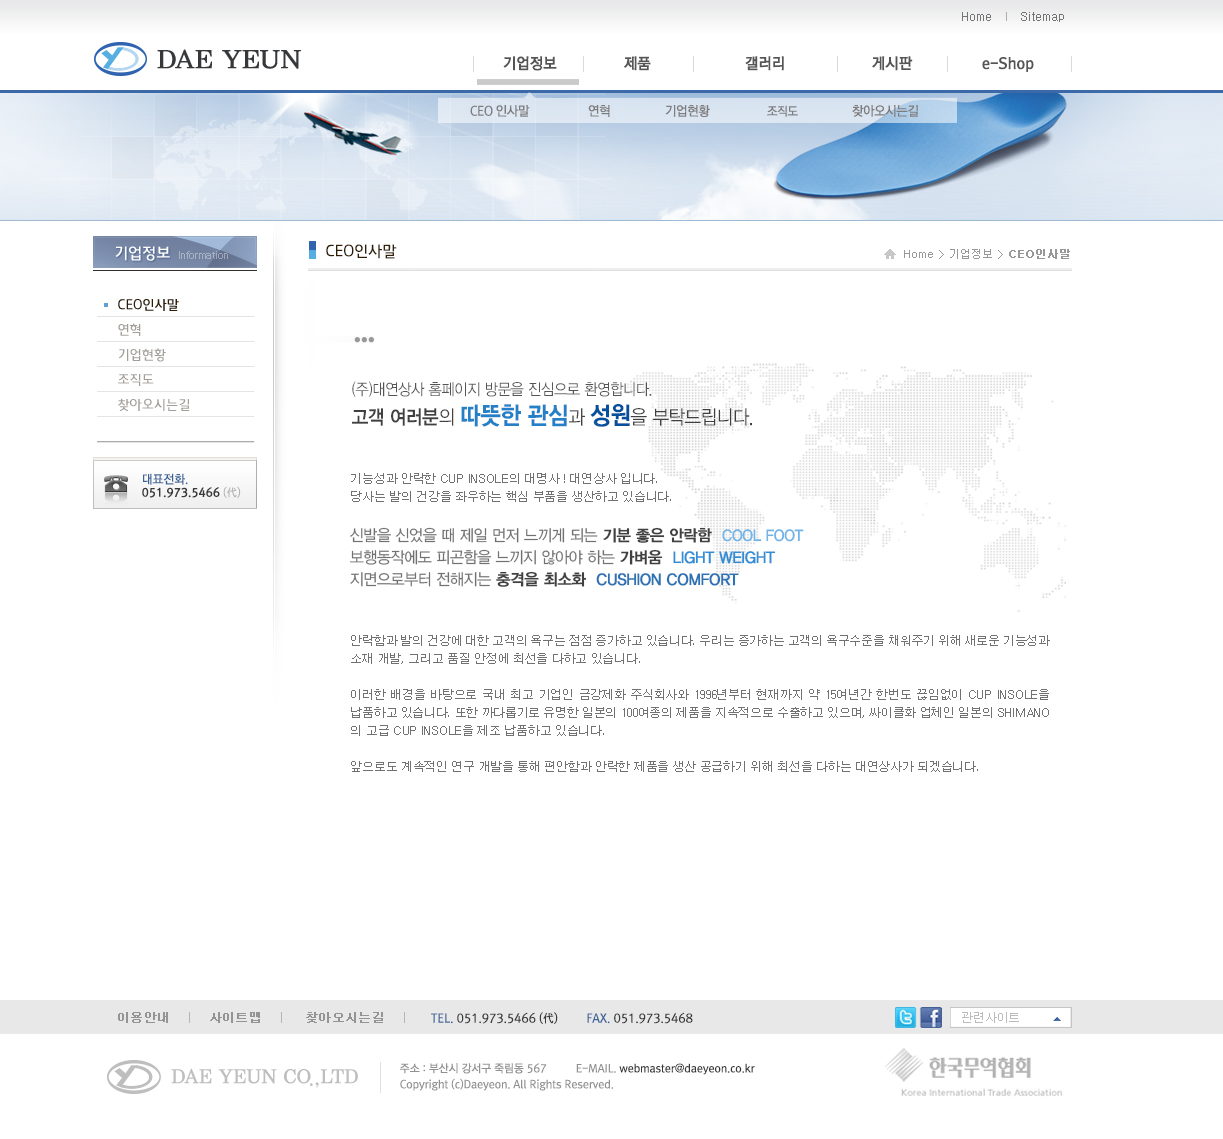 Home
Sitemap
DAE YEUN
기업정보
제품
갤러리
게시판
e-Shop
CEO 인사말
연혁
기업현황
조직도
찾아오시는길
기업정보 Information
CEO인사말
연혁
기업현황
조직도
찾아오시는길
대표전화.
051.973.5466 (代)
CEO인사말
Home > 기업정보 > CEO인사말
(주)대연상사 홈페이지 방문을 진심으로 환영합니다.
고객 여러분의 따뜻한 관심과 성원을 부탁드립니다.
기능성과 안락한 CUP INSOLE의 대명사 ! 대연상사 입니다.
당사는 발의 건강을 좌우하는 핵심 부품을 생산하고 있습니다.
신발을 신었을 때 제일 먼저 느끼게 되는 기분 좋은 안락함 COOL FOOT
보행동작에도 피곤함을 느끼지 않아야 하는 가벼움 LIGHT WEIGHT
지면으로부터 전해지는 충격을 최소화 CUSHION COMFORT
안락함과 발의 건강에 대한 고객의 욕구는 점점 증가하고 있습니다. 우리는 증가하는 고객의 욕구수준을 채워주기 위해 새로운 기능성과
소재 개발, 그리고 품질 안정에 최선을 다하고 있습니다.
이러한 배경을 바탕으로 국내 최고 기업인 금강제화 주식회사와 1996년부터 현재까지 약 15여년간 한번도 끊임없이 CUP INSOLE을
납품하고 있습니다. 또한 까다롭기로 유명한 일본의 100여종의 제품을 지속적으로 수출하고 있으며, 싸이클화 업체인 일본의 SHIMANO
의 고급 CUP INSOLE을 제조 납품하고 있습니다.
앞으로도 계속적인 연구 개발을 통해 편안함과 안락한 제품을 생산 공급하기 위해 최선을 다하는 대연상사가 되겠습니다.
이용안내
사이트맵
찾아오시는길
TEL. 051.973.5466 (代)
FAX. 051.973.5468
관련사이트
DAE YEUN CO.,LTD
주소 : 부산시 강서구 죽림동 567
E-MAIL. webmaster@daeyeon.co.kr
Copyright (c)Daeyeon. All Rights Reserved.
한국무역협회
Korea International Trade Association